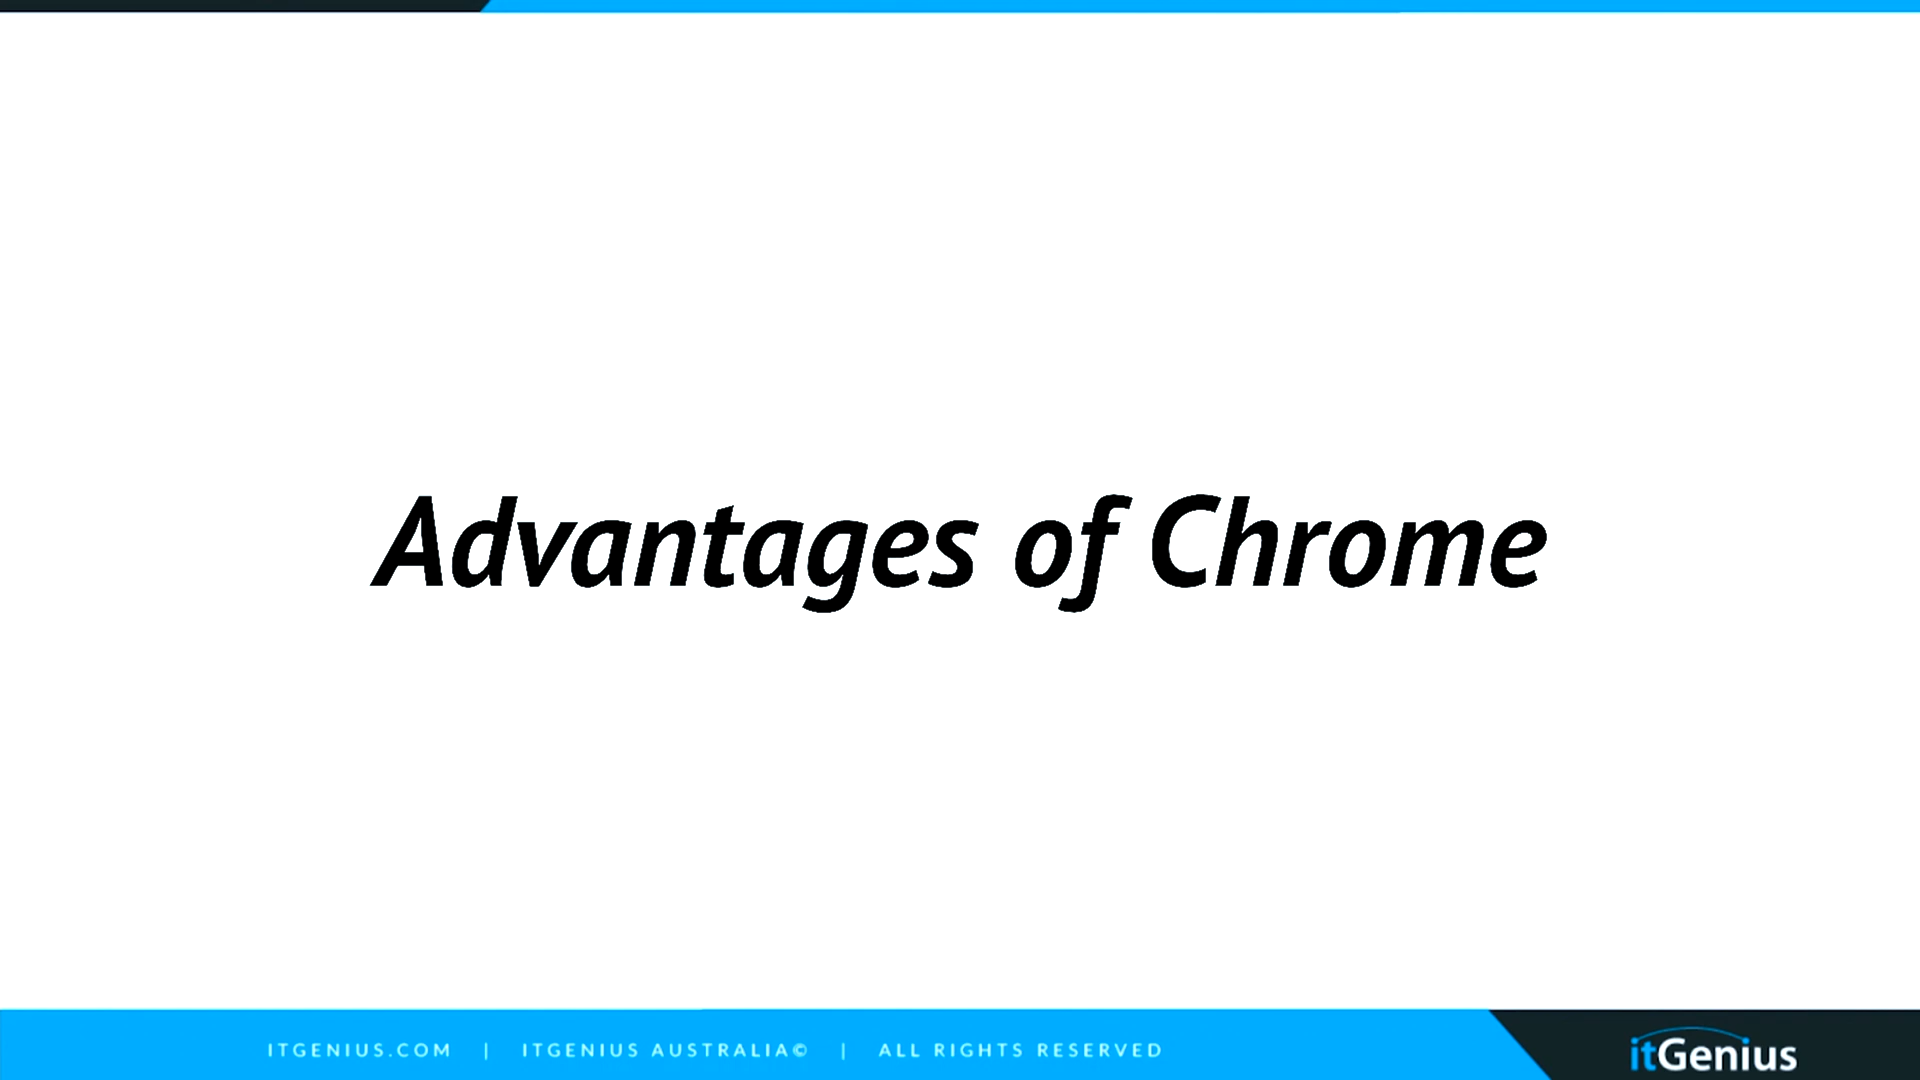 Advantages of Chrome
ITGENIUS.COM | ITGENIUS AUSTRALIA© | ALL RIGHTS RESERVED
itGenius